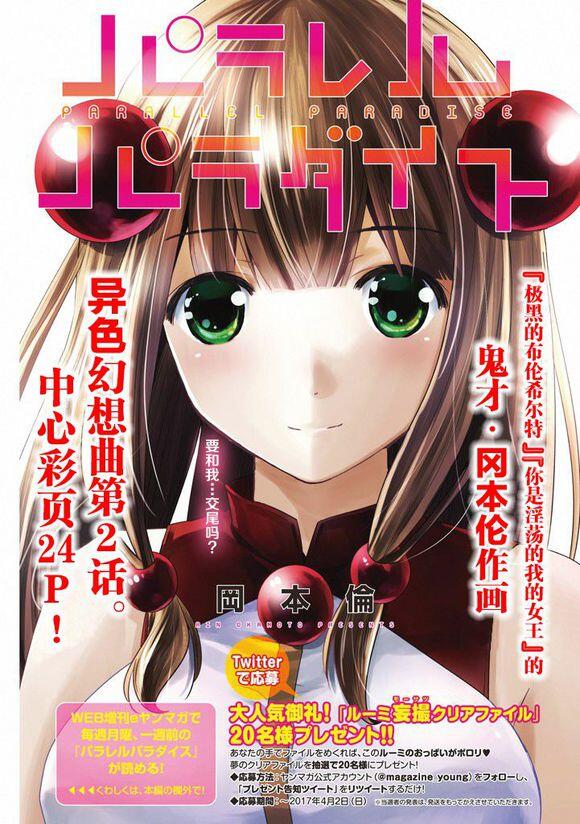 パラレル
PARALLEL PARADISE
パラダイス
『极黑的布伦希尔特』『你是淫荡的我的女王』的
鬼才·冈本伦作画
异色幻想曲第2话。
中心彩页24P！
要和我…交尾吗？
岡本倫
RIN OKAMOTO PRESENTS
Twitter
で応募
大人気御礼！「ルーミ妄撮クリアファイル」
モーサツ
20名様プレゼント!!
あなたの手でファイルをめくれば、このルーミのおっぱいがポロリ♥
夢のクリアファイルを抽選で20名様にプレゼント！
◆応募方法…ヤンマガ公式アカウント（@magazine young）をフォローし、
「プレゼント告知ツイート」をリツイートするだけ！
◆応募期間：～2017年4月2日（日）
※当選者の発表は、発送をもってかえさせていただきます。
WEB増刊eヤンマガで
毎週月曜、一週前の
「パラレルパラダイス」
が読める！
◀◀◀くわしくは、本編の欄外で！